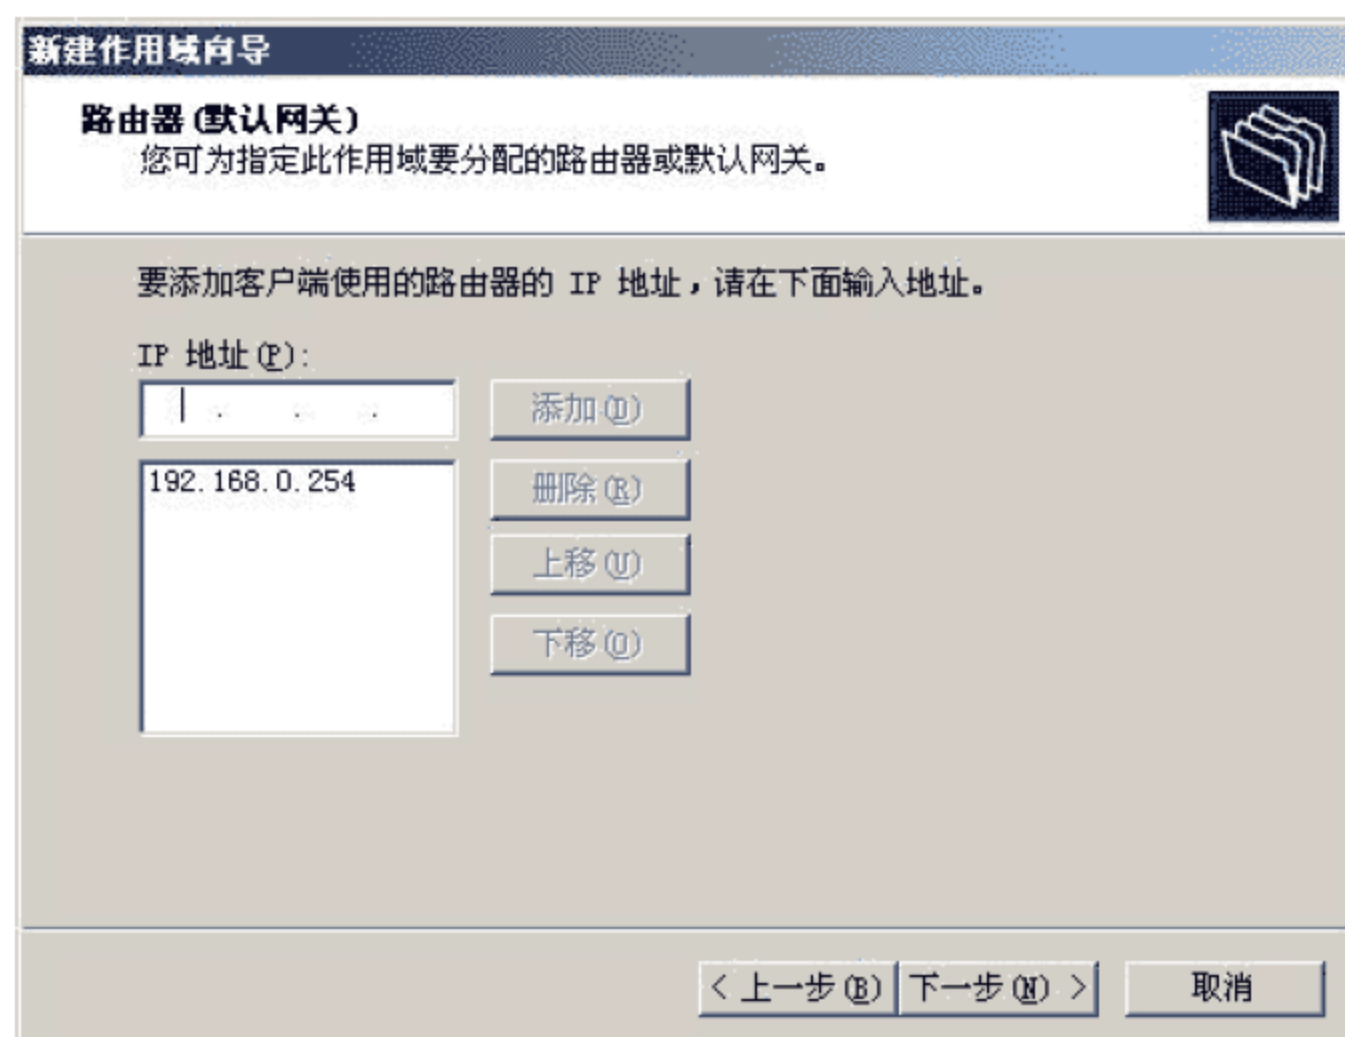 新建作用域向导
路由器(默认网关)
您可为指定此作用域要分配的路由器或默认网关。
要添加客户端使用的路由器的 IP 地址，请在下面输入地址。
IP 地址(P):
. . .
添加(D)
192.168.0.254
删除(R)
上移(U)
下移(O)
< 上一步(B)
下一步(N) >
取消